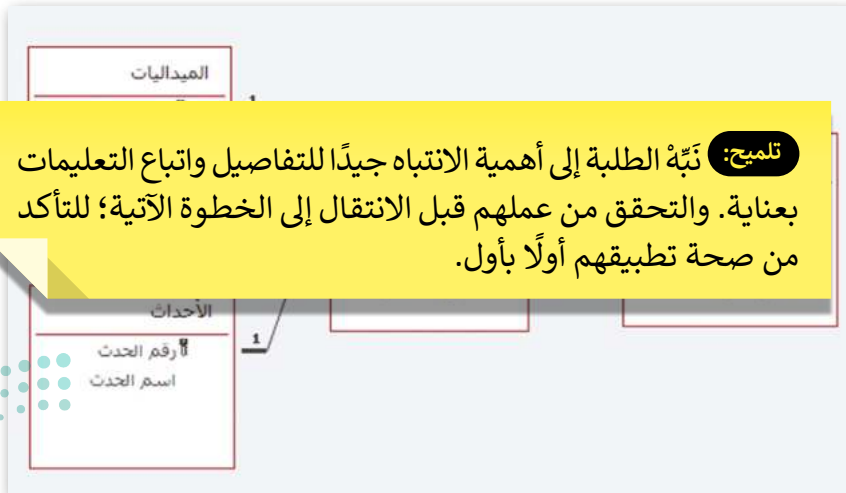 الميداليات
1
تلميح: نَبِّهْ الطلبة إلى أهمية الانتباه جيدًا للتفاصيل واتباع التعليمات
بعناية. والتحقق من عملهم قبل الانتقال إلى الخطوة الآتية؛ للتأكد
من صحة تطبيقهم أولًا بأول.
الأحداث
1
رقم الحدث
اسم الحدث